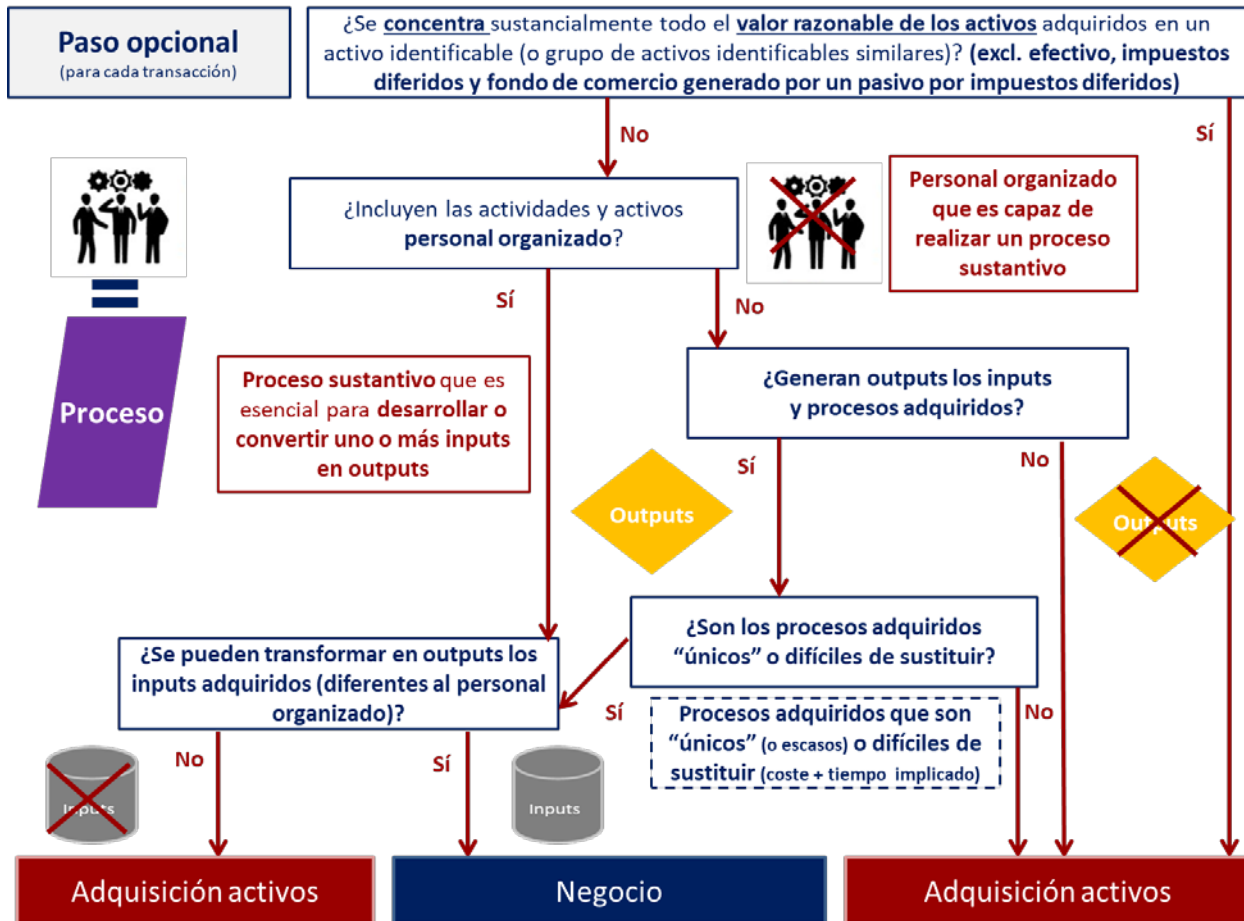 Paso opcional
(para cada transacción)
¿Se concentra sustancialmente todo el valor razonable de los activos adquiridos en un
activo identificable (o grupo de activos identificables similares)? (excl. efectivo, impuestos
diferidos y fondo de comercio generado por un pasivo por impuestos diferidos)
No
Sí
¿Incluyen las actividades y activos
personal organizado?
Personal organizado
que es capaz de
realizar un proceso
sustantivo
Sí
No
Proceso
Proceso sustantivo que es
esencial para desarrollar o
convertir uno o más inputs
en outputs
¿Generan outputs los inputs
y procesos adquiridos?
Sí
No
Outputs
Outputs
¿Se pueden transformar en outputs los
inputs adquiridos (diferentes al personal
organizado)?
¿Son los procesos adquiridos
“únicos” o difíciles de sustituir?
Sí
No
Procesos adquiridos que son
“únicos” (o escasos) o difíciles de
sustituir (coste + tiempo implicado)
No
Sí
Inputs
Inputs
Adquisición activos
Negocio
Adquisición activos